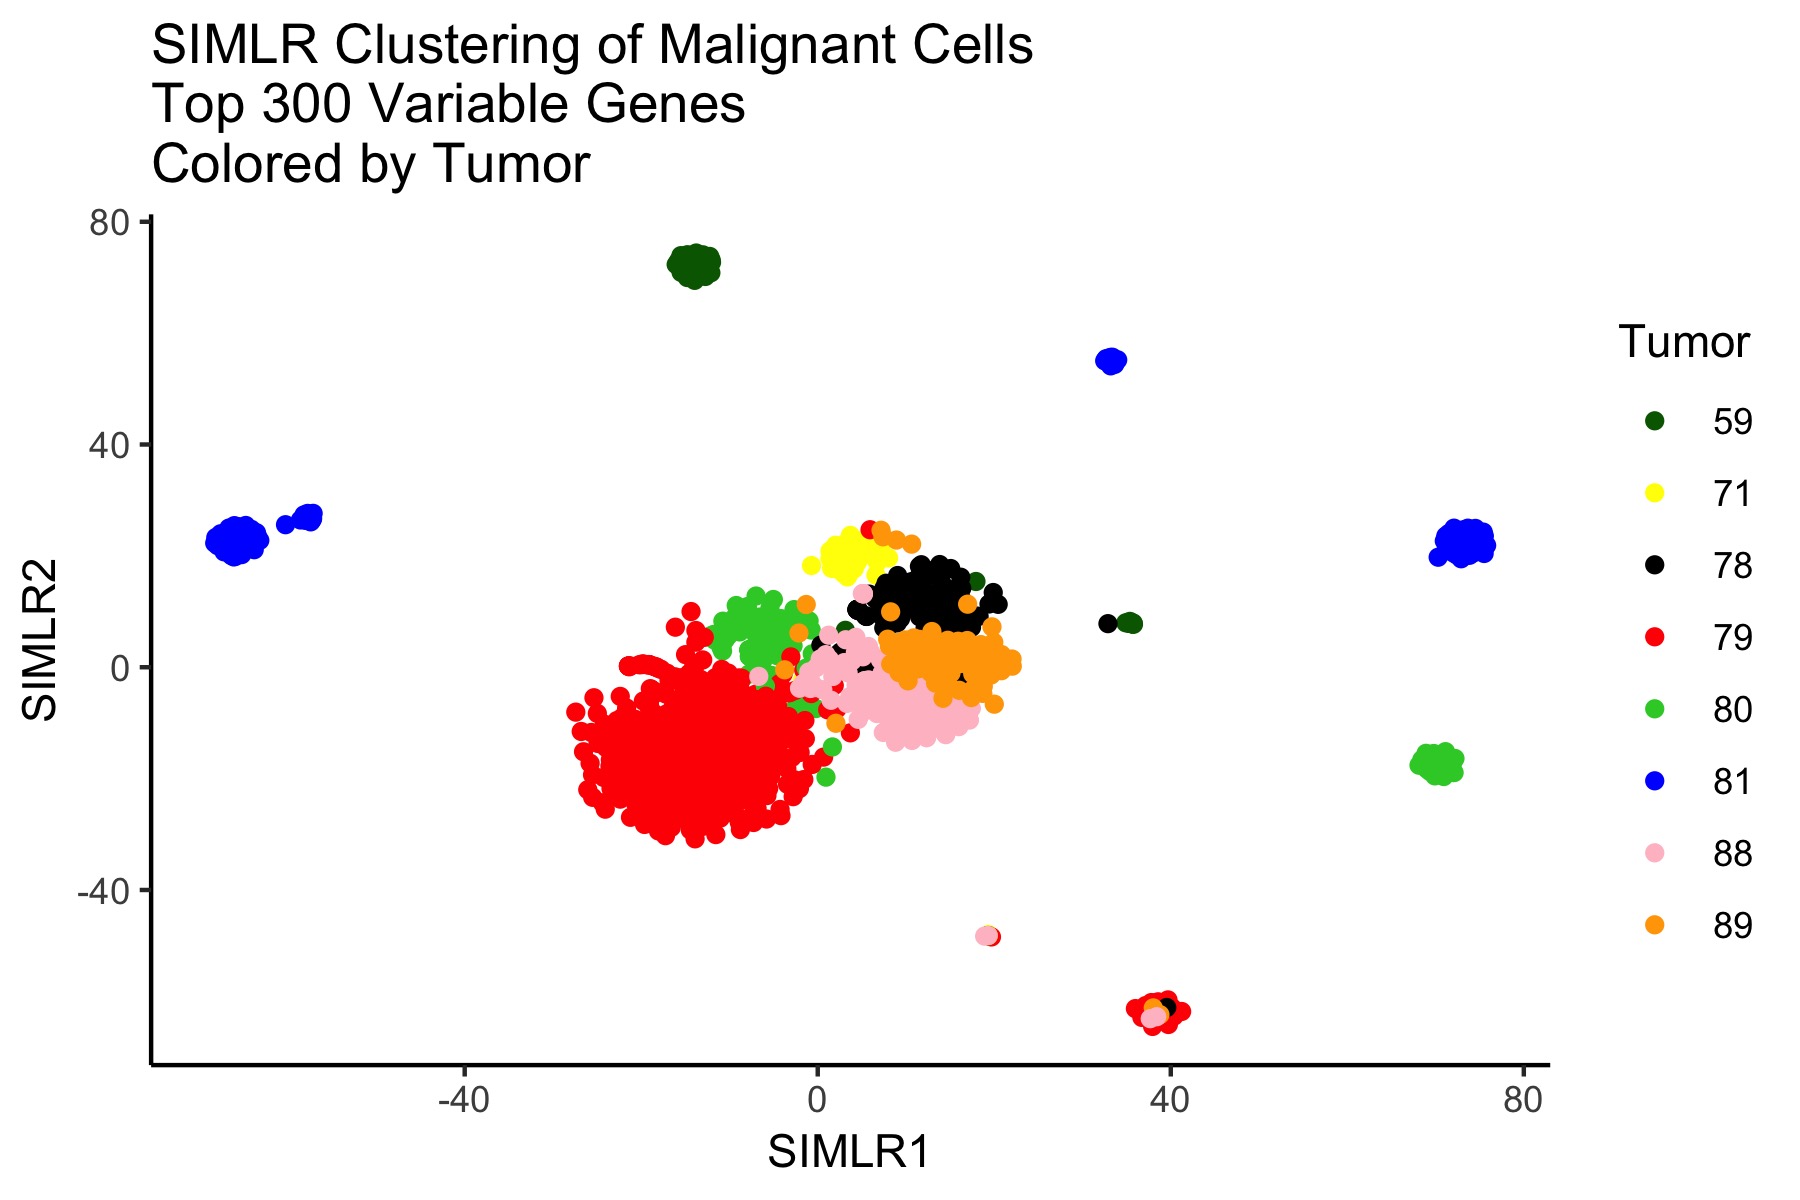 SIMLR Clustering of Malignant Cells
Top 300 Variable Genes
Colored by Tumor
80
40
0
-40
SIMLR2
-40
0
40
80
SIMLR1
Tumor
59
71
78
79
80
81
88
89